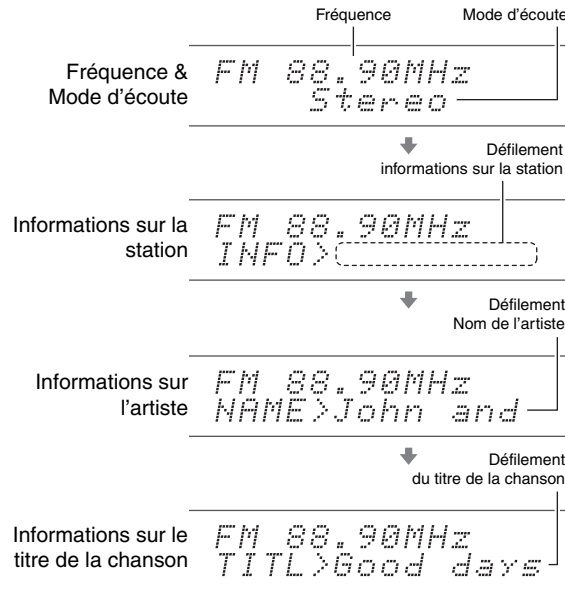 Fréquence Mode d'écoute
Fréquence &
Mode d'écoute
FM 88.90MHz
Stereo
Défilement
informations sur la station
Informations sur la
station
FM 88.90MHz
INFO>
Défilement
Nom de l'artiste
Informations sur
l'artiste
FM 88.90MHz
NAME>John and
Défilement
du titre de la chanson
Informations sur le
titre de la chanson
FM 88.90MHz
TITL>Good days